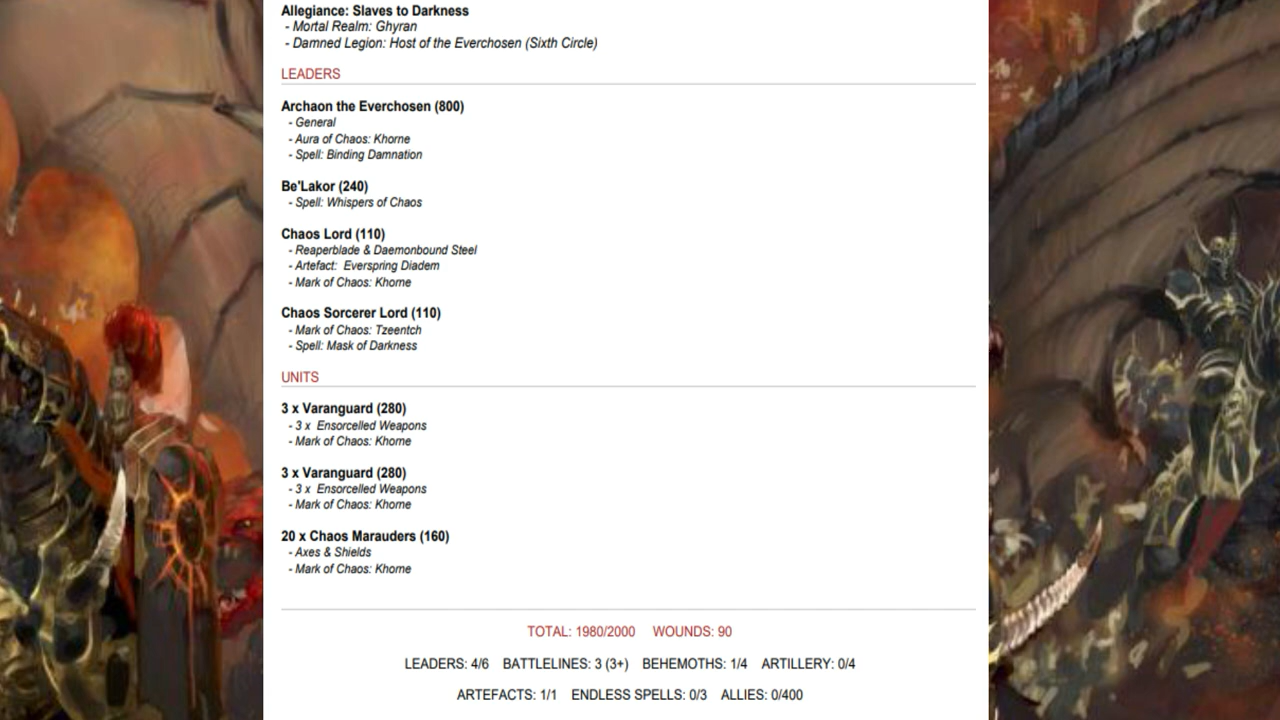 Allegiance: Slaves to Darkness
- Mortal Realm: Ghyran
- Damned Legion: Host of the Everchosen (Sixth Circle)
LEADERS
Archaon the Everchosen (800)
- General
- Aura of Chaos: Khorne
- Spell: Binding Damnation
Be'Lakor (240)
- Spell: Whispers of Chaos
Chaos Lord (110)
- Reaperblade & Daemonbound Steel
- Artefact: Everspring Diadem
- Mark of Chaos: Khorne
Chaos Sorcerer Lord (110)
- Mark of Chaos: Tzeentch
- Spell: Mask of Darkness
UNITS
3 x Varanguard (280)
- 3 x Ensorcelled Weapons
- Mark of Chaos: Khorne
3 x Varanguard (280)
- 3 x Ensorcelled Weapons
- Mark of Chaos: Khorne
20 x Chaos Marauders (160)
- Axes & Shields
- Mark of Chaos: Khorne
TOTAL: 1980/2000 WOUNDS: 90
LEADERS: 4/6 BATTLELINES: 3 (3+) BEHEMOTHS: 1/4 ARTILLERY: 0/4
ARTEFACTS: 1/1 ENDLESS SPELLS: 0/3 ALLIES: 0/400